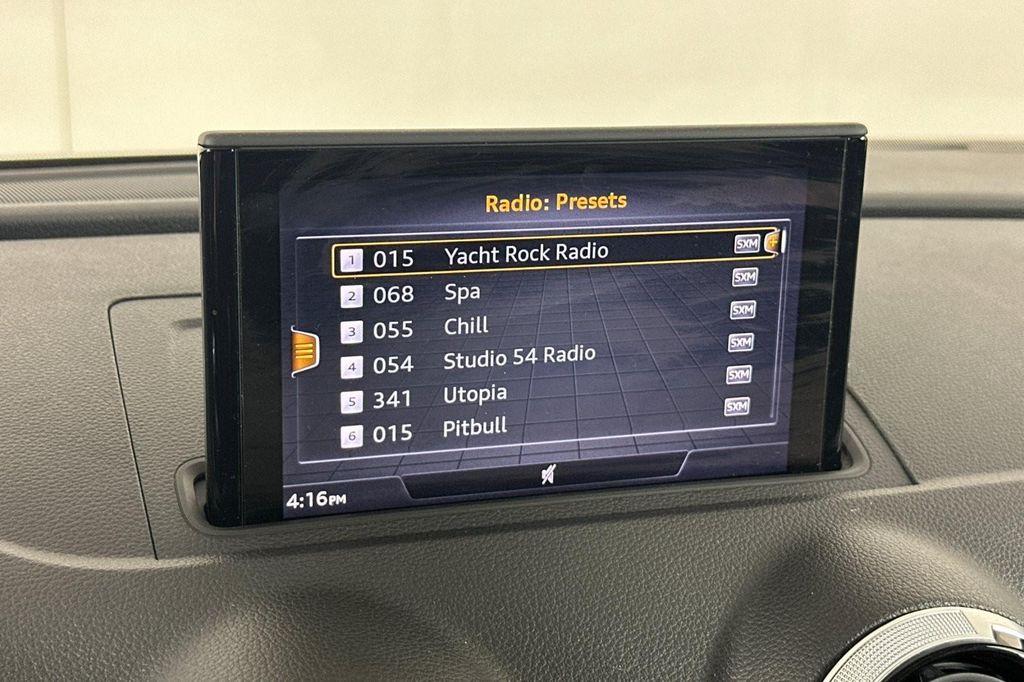 Radio: Presets
1 015 Yacht Rock Radio SXM
2 068 Spa SXM
3 055 Chill SXM
4 054 Studio 54 Radio SXM
5 341 Utopia SXM
6 015 Pitbull SXM
4:16PM